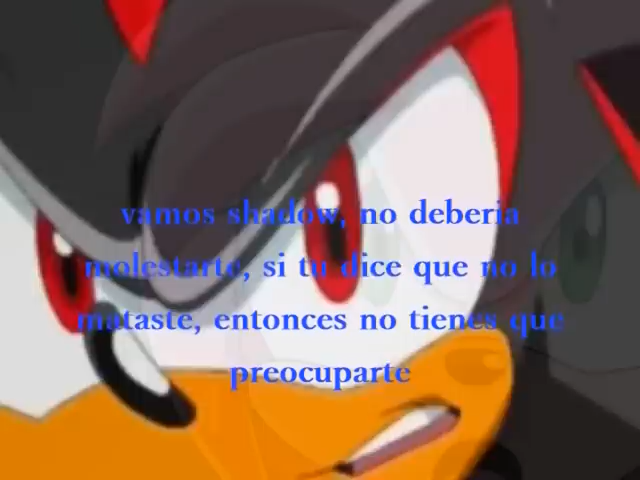 vamos shadow, no deberia
molestarte, si tu dice que no lo
mataste, entonces no tienes que
preocuparte